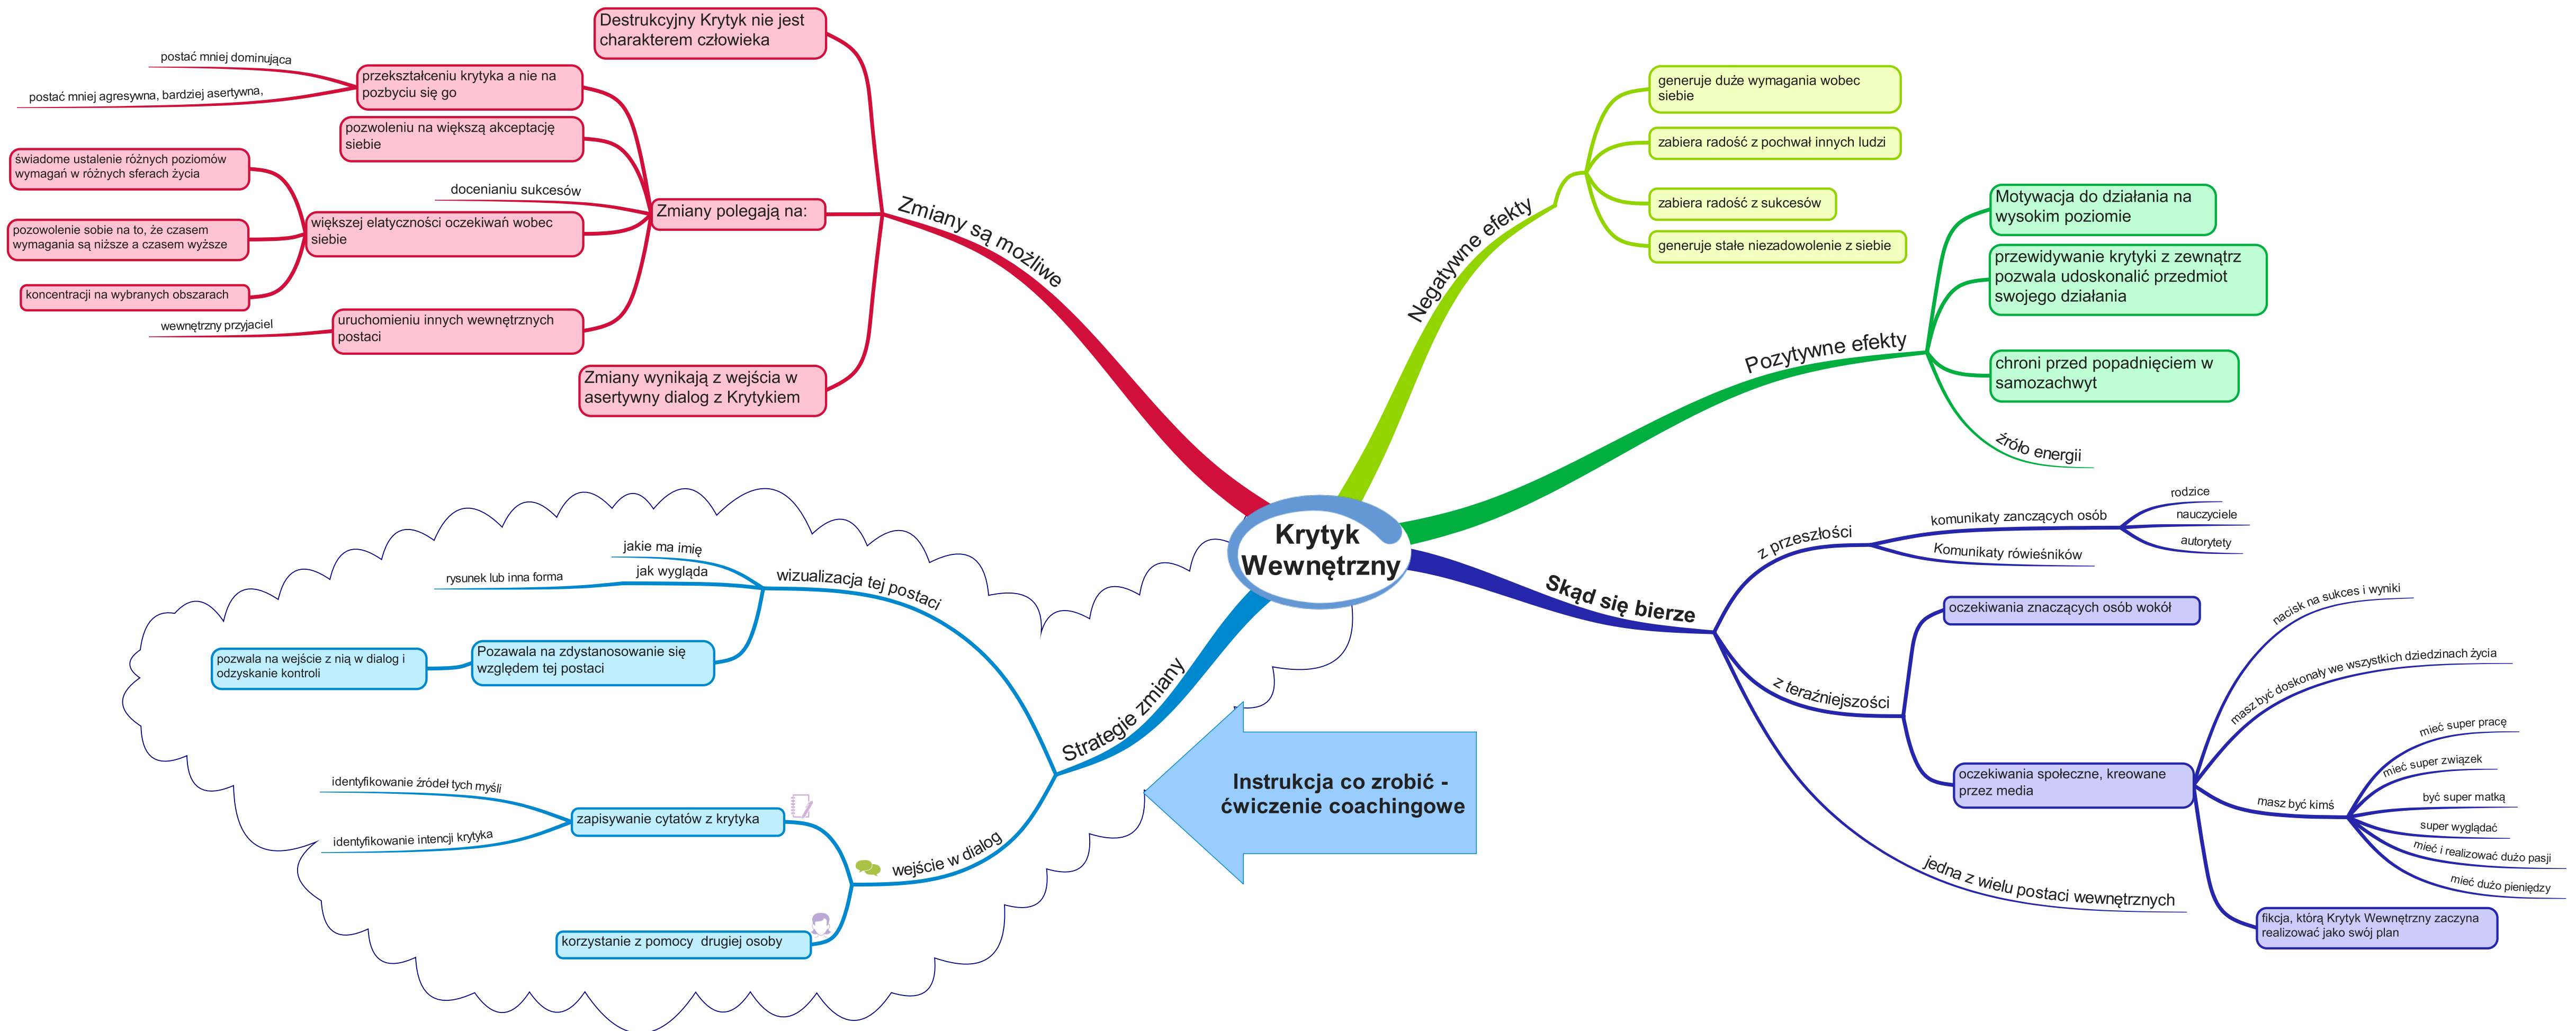 Krytyk
Wewnętrzny
Negatywne efekty
generuje duże wymagania wobec
siebie
zabiera radość z pochwał innych ludzi
zabiera radość z sukcesów
generuje stałe niezadowolenie z siebie
Pozytywne efekty
Motywacja do działania na
wysokim poziomie
przewidywanie krytyki z zewnątrz
pozwala udoskonalić przedmiot
swojego działania
chroni przed popadnięciem w
samozachwyt
źróło energii
Skąd się bierze
z przeszłości
komunikaty zanczących osób
rodzice
nauczyciele
autorytety
Komunikaty rówieśników
z teraźniejszości
oczekiwania znaczących osób wokół
oczekiwania społeczne, kreowane
przez media
nacisk na sukces i wyniki
masz być doskonały we wszystkich dziedzinach życia
masz być kimś
mieć super pracę
mieć super związek
być super matką
super wyglądać
mieć i realizować dużo pasji
mieć dużo pieniędzy
fikcja, którą Krytyk Wewnętrzny zaczyna
realizować jako swój plan
jedna z wielu postaci wewnętrznych
Strategie zmiany
wizualizacja tej postaci
jakie ma imię
jak wygląda
rysunek lub inna forma
Pozawala na zdystanosowanie się
względem tej postaci
pozwala na wejście z nią w dialog i
odzyskanie kontroli
wejście w dialog
zapisywanie cytatów z krytyka
identyfikowanie źródeł tych myśli
identyfikowanie intencji krytyka
korzystanie z pomocy  drugiej osoby
Instrukcja co zrobić -
ćwiczenie coachingowe
Zmiany są możliwe
Destrukcyjny Krytyk nie jest
charakterem człowieka
Zmiany polegają na:
przekształceniu krytyka a nie na
pozbyciu się go
postać mniej dominująca
postać mniej agresywna, bardziej asertywna,
pozwoleniu na większą akceptację
siebie
docenianiu sukcesów
większej elatyczności oczekiwań wobec
siebie
świadome ustalenie różnych poziomów
wymagań w różnych sferach życia
pozowolenie sobie na to, że czasem
wymagania są niższe a czasem wyższe
koncentracji na wybranych obszarach
uruchomieniu innych wewnętrznych
postaci
wewnętrzny przyjaciel
Zmiany wynikają z wejścia w
asertywny dialog z Krytykiem